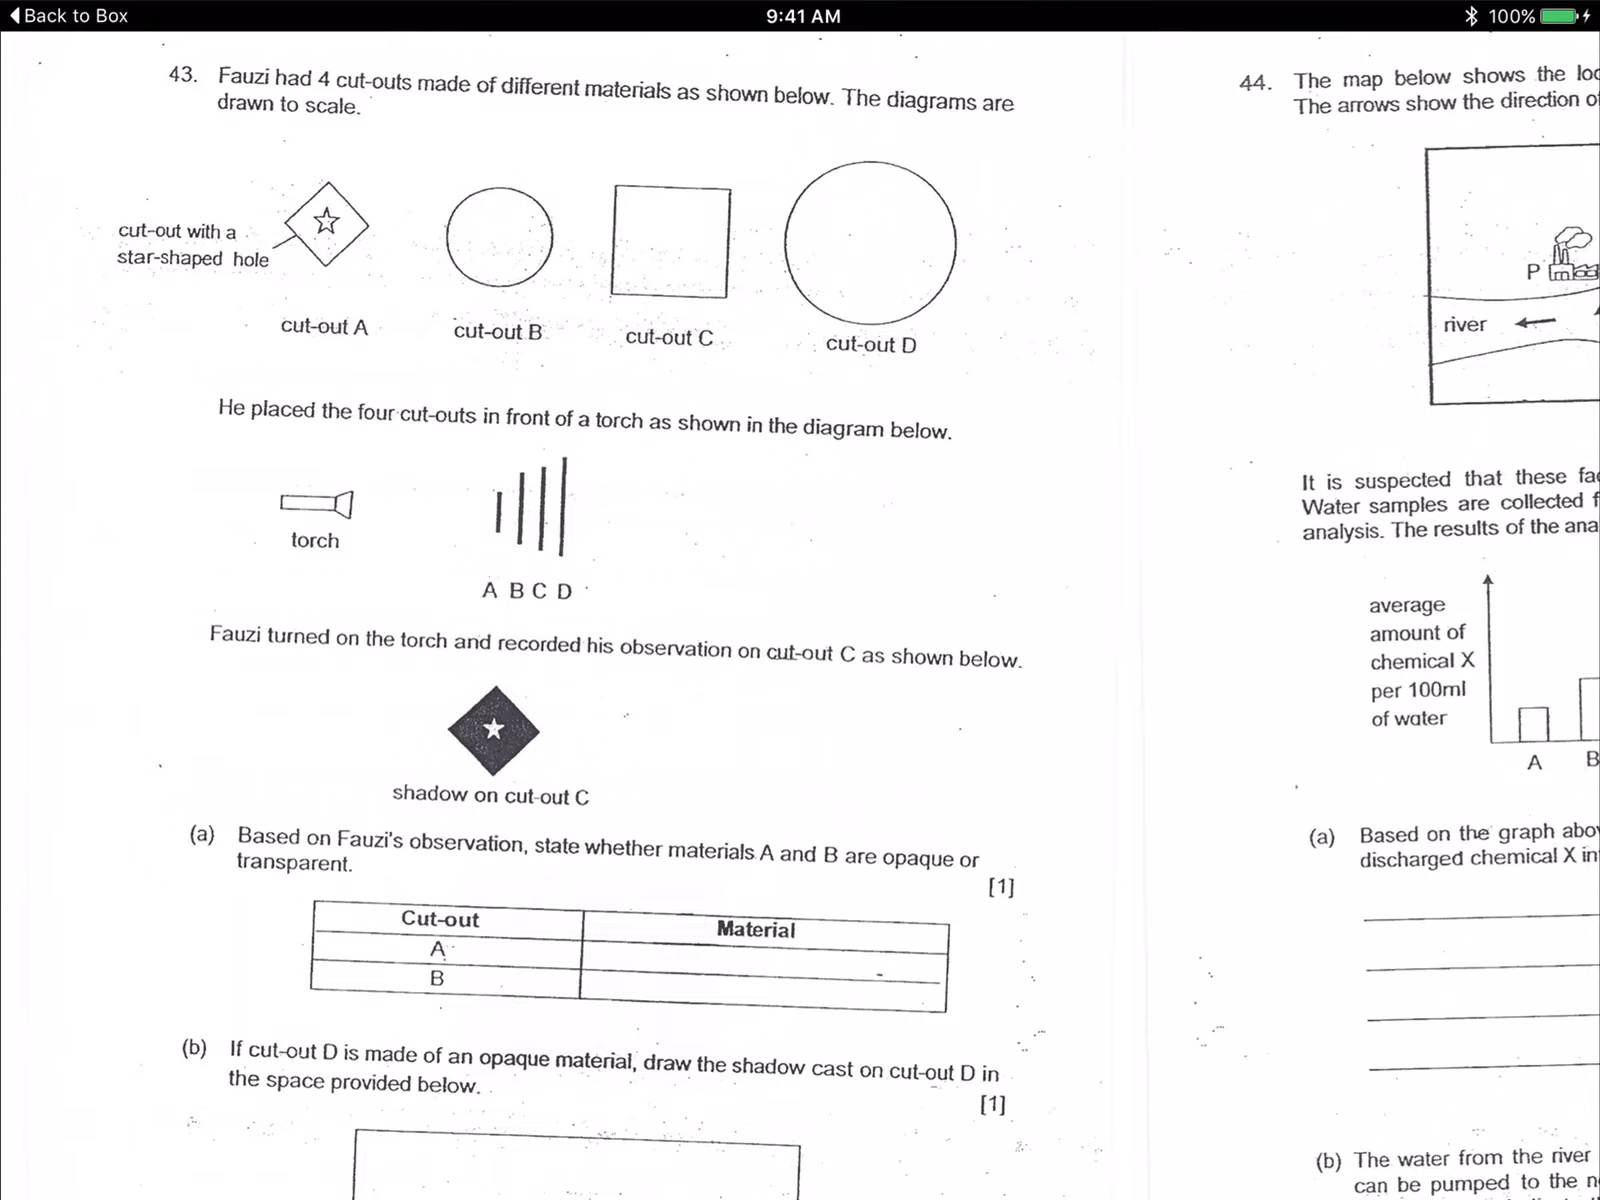 Back to Box
9:41 AM
100%
43. Fauzi had 4 cut-outs made of different materials as shown below. The diagrams are
drawn to scale.
cut-out with a
star-shaped hole
cut-out A
cut-out B
cut-out C
cut-out D
He placed the four cut-outs in front of a torch as shown in the diagram below.
torch
A B C D
Fauzi turned on the torch and recorded his observation on cut-out C as shown below.
shadow on cut-out C
(a) Based on Fauzi's observation, state whether materials A and B are opaque or
transparent.
[1]
Cut-out Material
A
B
(b) If cut-out D is made of an opaque material, draw the shadow cast on cut-out D in
the space provided below.
[1]
44. The map below shows the
The arrows show the direction
P
river
It is suspected that these
Water samples are collected
analysis. The results of the
average
amount of
chemical X
per 100ml
of water
A
B
(a) Based on the graph
discharged chemical X
(b) The water from the river
can be pumped to the